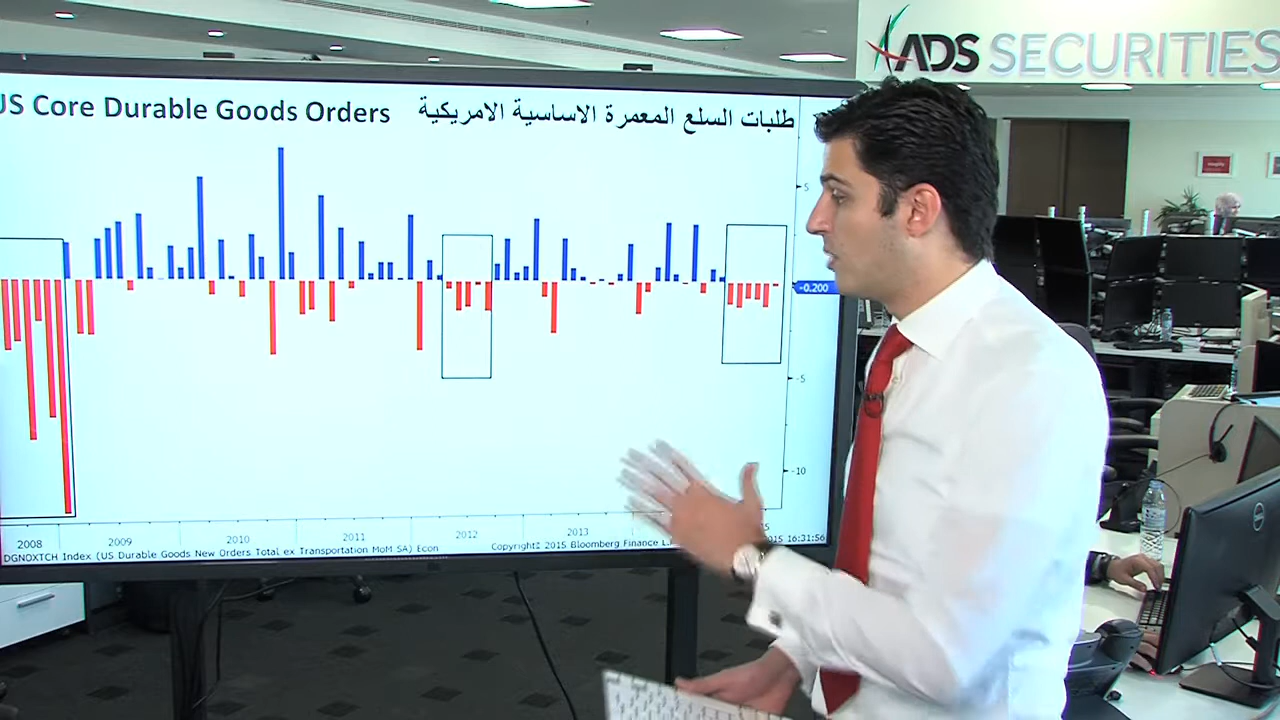 ADS SECURITIES
US Core Durable Goods Orders طلبات السلع المعمرة الاساسية الامريكية
5
-0.200
-5
-10
2008 2009 2010 2011 2012 2013
DGNOXTCH Index (US Durable Goods New Orders Total ex Transportation MoM SA) Econ
Copyright© 2015 Bloomberg Finance L.
2015 16:31:56
DELL